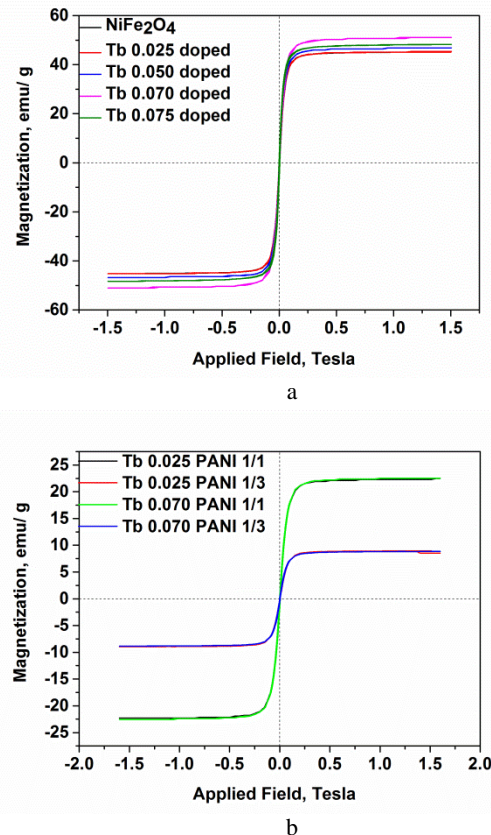 NiFe2O4
Tb 0.025 doped
Tb 0.050 doped
Tb 0.070 doped
Tb 0.075 doped
Magnetization, emu/ g
60
40
20
0
-20
-40
-60
-1.5 -1.0 -0.5 0.0 0.5 1.0 1.5
Applied Field, Tesla
a
Tb 0.025 PANI 1/1
Tb 0.025 PANI 1/3
Tb 0.070 PANI 1/1
Tb 0.070 PANI 1/3
Magnetization, emu/ g
25
20
15
10
5
0
-5
-10
-15
-20
-25
-2.0 -1.5 -1.0 -0.5 0.0 0.5 1.0 1.5 2.0
Applied Field, Tesla
b